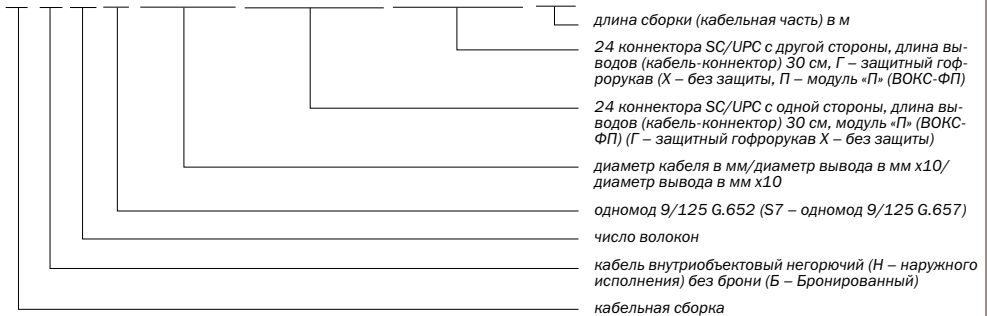 длина сборки (кабельная часть) в м
24 коннектора SC/UPC с другой стороны, длина вы-
водов (кабель-коннектор) 30 см, Г – защитный гоф-
рорукав (Х – без защиты, П – модуль «П» (ВОКС-ФП)
24 коннектора SC/UPC с одной стороны, длина вы-
водов (кабель-коннектор) 30 см, модуль «П» (ВОКС-
ФП) (Г – защитный гофрорукав Х – без защиты)
диаметр кабеля в мм/диаметр вывода в мм х10/
диаметр вывода в мм х10
одномод 9/125 G.652 (S7 – одномод 9/125 G.657)
число волокон
кабель внутриобъектовый негорючий (Н – наружного
исполнения) без брони (Б – Бронированный)
кабельная сборка